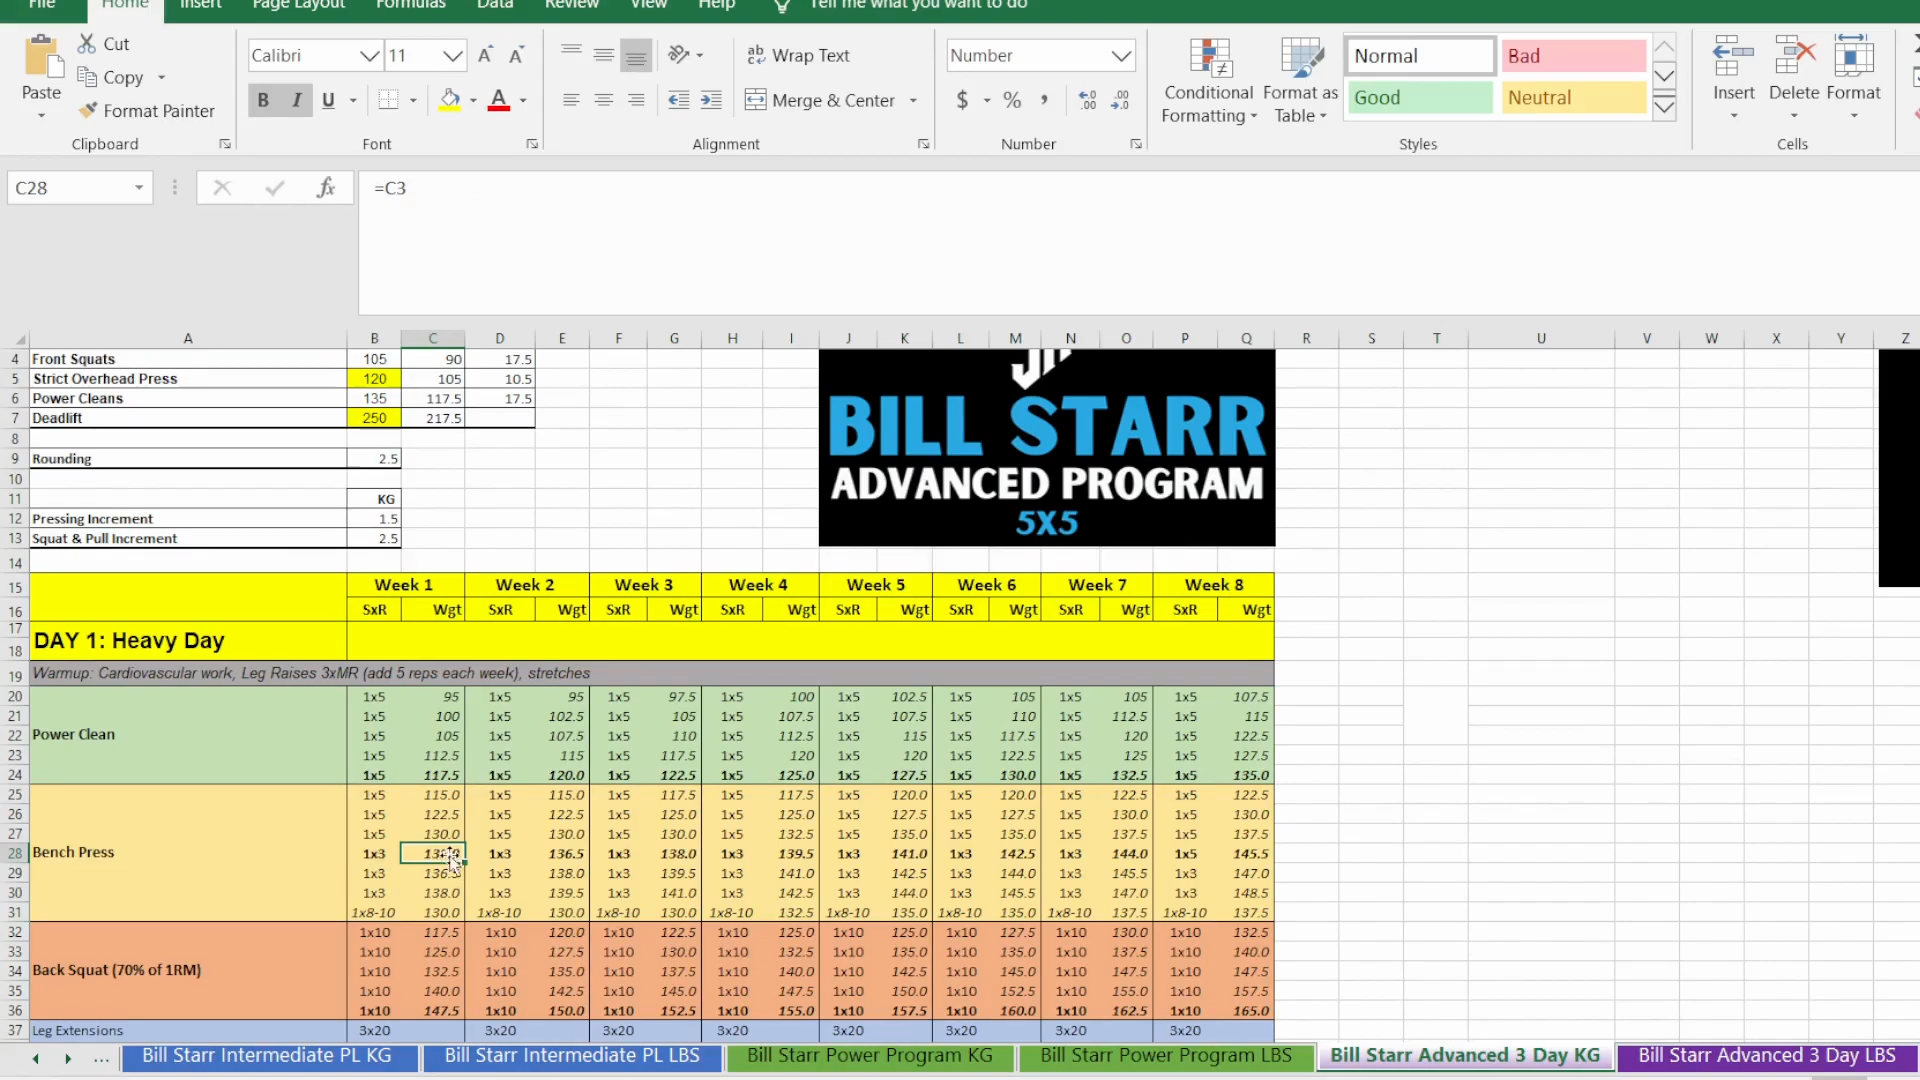 File Home Insert Page Layout Formulas Data Review View Help Tell me what you want to do
Cut
Copy
Format Painter
Paste
Clipboard
Calibri 11
B I U
Font
Wrap Text
Merge & Center
Alignment
Number
$ % ,
Number
Conditional Formatting
Format as Table
Normal Bad
Good Neutral
Styles
Insert Delete Format
Cells
C28 fx =C3
A B C D E F G H I J K L M N O P Q R S T U V W X Y Z
4 Front Squats 105 90 17.5
5 Strict Overhead Press 120 105 10.5
6 Power Cleans 135 117.5 17.5
7 Deadlift 250 217.5
8
9 Rounding 2.5
10
11 KG
12 Pressing Increment 1.5
13 Squat & Pull Increment 2.5
14
BILL STARR
ADVANCED PROGRAM
5X5
15 Week 1 Week 2 Week 3 Week 4 Week 5 Week 6 Week 7 Week 8
16 SxR Wgt SxR Wgt SxR Wgt SxR Wgt SxR Wgt SxR Wgt SxR Wgt SxR Wgt
17
18 DAY 1: Heavy Day
19 Warmup: Cardiovascular work, Leg Raises 3xMR (add 5 reps each week), stretches
20 1x5 95 1x5 95 1x5 97.5 1x5 100 1x5 102.5 1x5 105 1x5 105 1x5 107.5
21 1x5 100 1x5 102.5 1x5 105 1x5 107.5 1x5 107.5 1x5 110 1x5 112.5 1x5 115
22 Power Clean 1x5 105 1x5 107.5 1x5 110 1x5 112.5 1x5 115 1x5 117.5 1x5 120 1x5 122.5
23 1x5 112.5 1x5 115 1x5 117.5 1x5 120 1x5 120 1x5 122.5 1x5 125 1x5 127.5
24 1x5 117.5 1x5 120.0 1x5 122.5 1x5 125.0 1x5 127.5 1x5 130.0 1x5 132.5 1x5 135.0
25 1x5 115.0 1x5 115.0 1x5 117.5 1x5 117.5 1x5 120.0 1x5 120.0 1x5 122.5 1x5 122.5
26 1x5 122.5 1x5 122.5 1x5 125.0 1x5 125.0 1x5 127.5 1x5 127.5 1x5 130.0 1x5 130.0
27 1x5 130.0 1x5 130.0 1x5 130.0 1x5 132.5 1x5 135.0 1x5 135.0 1x5 137.5 1x5 137.5
28 Bench Press 1x3 1x3 136.5 1x3 138.0 1x3 139.5 1x3 141.0 1x3 142.5 1x3 144.0 1x5 145.5
29 1x3 1x3 138.0 1x3 139.5 1x3 141.0 1x3 142.5 1x3 144.0 1x3 145.5 1x3 147.0
30 1x3 138.0 1x3 139.5 1x3 141.0 1x3 142.5 1x3 144.0 1x3 145.5 1x3 147.0 1x3 148.5
31 1x8-10 130.0 1x8-10 130.0 1x8-10 130.0 1x8-10 132.5 1x8-10 135.0 1x8-10 135.0 1x8-10 137.5 1x8-10 137.5
32 1x10 117.5 1x10 120.0 1x10 122.5 1x10 125.0 1x10 125.0 1x10 127.5 1x10 130.0 1x10 132.5
33 1x10 125.0 1x10 127.5 1x10 130.0 1x10 132.5 1x10 135.0 1x10 135.0 1x10 137.5 1x10 140.0
34 Back Squat (70% of 1RM) 1x10 132.5 1x10 135.0 1x10 137.5 1x10 140.0 1x10 142.5 1x10 145.0 1x10 147.5 1x10 147.5
35 1x10 140.0 1x10 142.5 1x10 145.0 1x10 147.5 1x10 150.0 1x10 152.5 1x10 155.0 1x10 157.5
36 1x10 147.5 1x10 150.0 1x10 152.5 1x10 155.0 1x10 157.5 1x10 160.0 1x10 162.5 1x10 165.0
37 Leg Extensions 3x20 3x20 3x20 3x20 3x20 3x20 3x20 3x20
... Bill Starr Intermediate PL KG Bill Starr Intermediate PL LBS Bill Starr Power Program KG Bill Starr Power Program LBS Bill Starr Advanced 3 Day KG Bill Starr Advanced 3 Day LBS